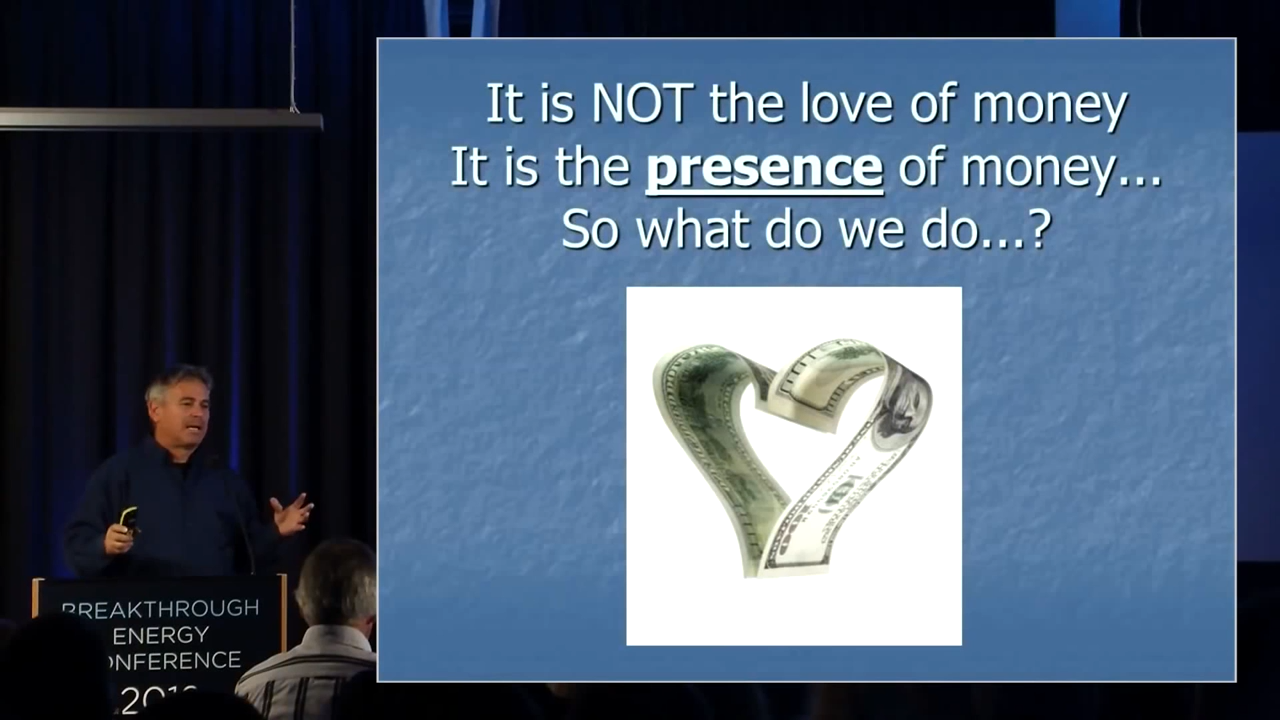 It is NOT the love of money
It is the presence of money...
So what do we do...?
BREAKTHROUGH
ENERGY
CONFERENCE